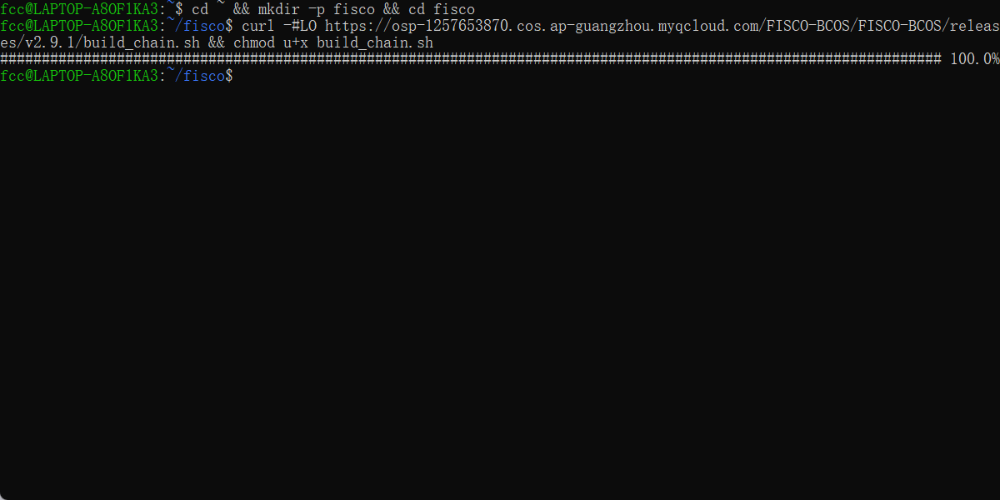 fcc@LAPTOP-A8OF1KA3:~$ cd ~ && mkdir -p fisco && cd fisco
fcc@LAPTOP-A8OF1KA3:~/fisco$ curl -#LO https://osp-1257653870.cos.ap-guangzhou.myqcloud.com/FISCO-BCOS/FISCO-BCOS/releas
es/v2.9.1/build_chain.sh && chmod u+x build_chain.sh
################################################################################################################# 100.0%
fcc@LAPTOP-A8OF1KA3:~/fisco$